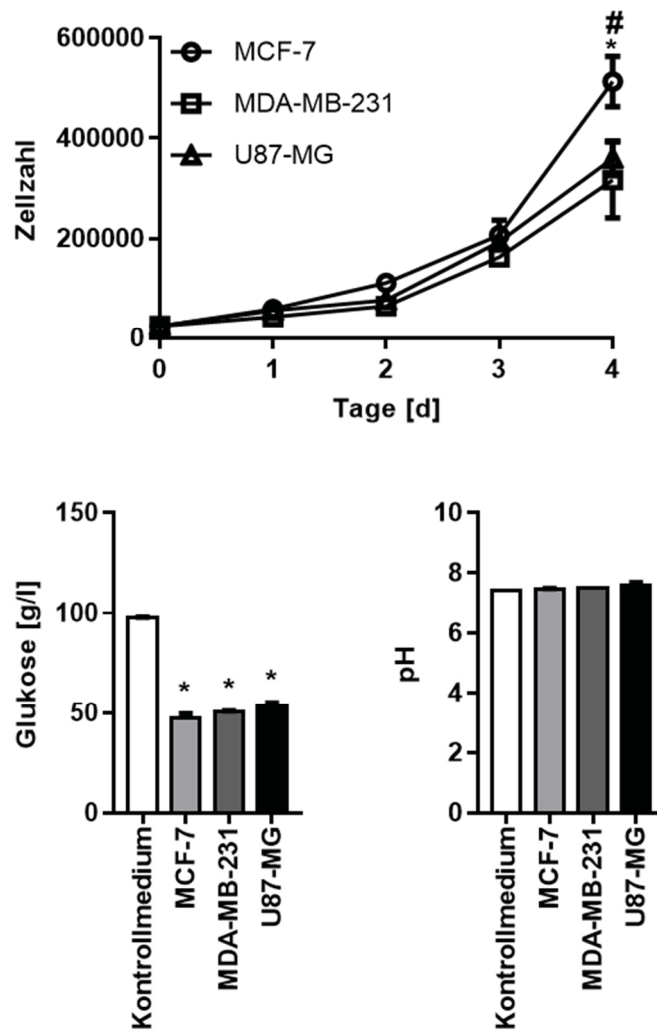 600000
400000
200000
0
Zellzahl
MCF-7
MDA-MB-231
U87-MG
#
*
0 1 2 3 4
Tage [d]
150
100
50
0
Glukose [g/l]
* * *
Kontrollmedium
MCF-7
MDA-MB-231
U87-MG
10
8
6
4
2
0
pH
Kontrollmedium
MCF-7
MDA-MB-231
U87-MG